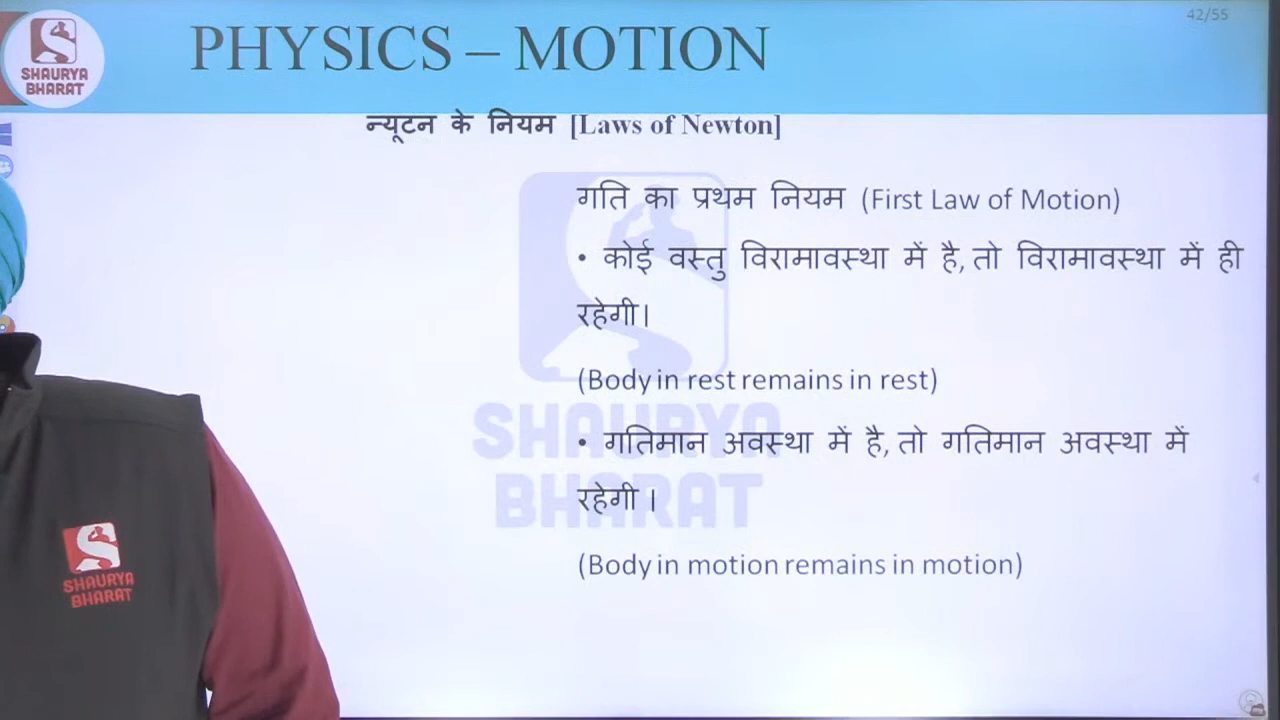 42/55
SHAURYA
BHARAT
PHYSICS – MOTION
न्यूटन के नियम [Laws of Newton]
गति का प्रथम नियम (First Law of Motion)
• कोई वस्तु विरामावस्था में है, तो विरामावस्था में ही
रहेगी।
(Body in rest remains in rest)
• गतिमान अवस्था में है, तो गतिमान अवस्था में
रहेगी ।
(Body in motion remains in motion)
SHAURYA
BHARAT
SHAURYA
BHARAT